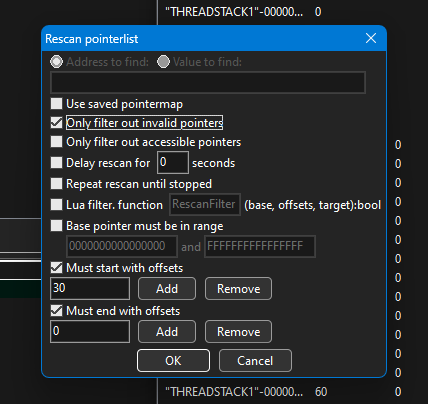 "THREADSTACK1"-00000... 0
Rescan pointerlist
Address to find: Value to find:
Use saved pointermap
Only filter out invalid pointers
Only filter out accessible pointers
0
Delay rescan for 0 seconds
0
Repeat rescan until stopped
0
Lua filter. function RescanFilter (base, offsets, target):bool
0
Base pointer must be in range
0
0000000000000000 and FFFFFFFFFFFFFFFF
0
Must start with offsets
0
30 Add Remove
0
Must end with offsets
0
0 Add Remove
0
0
OK Cancel
0
0
0
"THREADSTACK1"-00000... 60
0